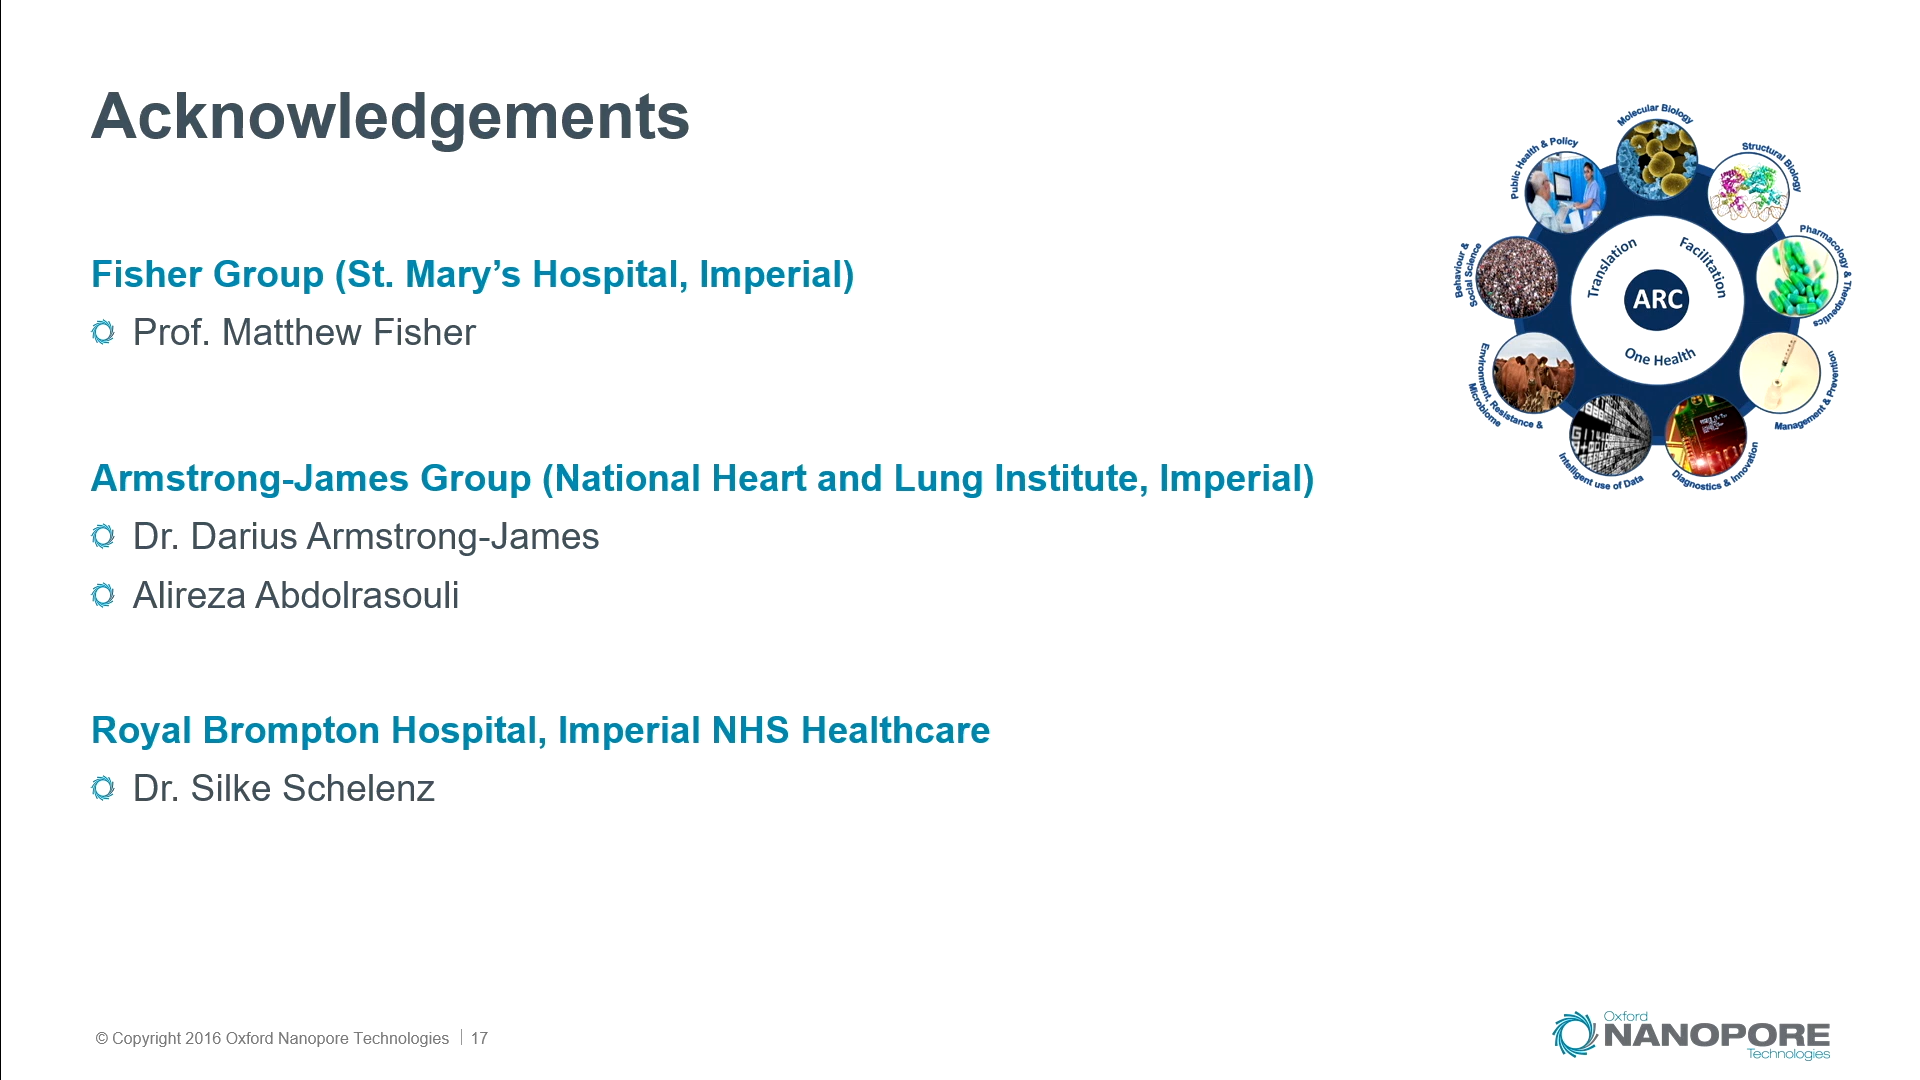 Acknowledgements
Fisher Group (St. Mary’s Hospital, Imperial)
Prof. Matthew Fisher
Armstrong-James Group (National Heart and Lung Institute, Imperial)
Dr. Darius Armstrong-James
Alireza Abdolrasouli
Royal Brompton Hospital, Imperial NHS Healthcare
Dr. Silke Schelenz
Molecular Biology
Structural Biology
Pharmacology & Therapeutics
Management & Prevention
Diagnostics & Innovation
Intelligent use of Data
Environment, Resistance &
Microbiome
Behaviour &
Social Science
Public Health & Policy
Translation
Facilitation
One Health
ARC
© Copyright 2016 Oxford Nanopore Technologies | 17
Oxford
NANOPORE
Technologies